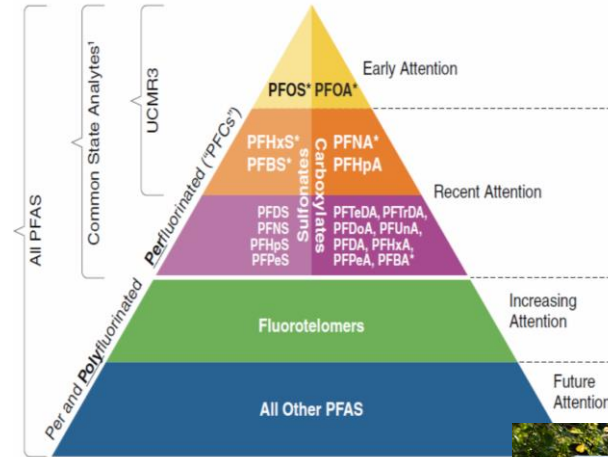 All PFAS
Common State Analytes¹
UCMR3
Perfluorinated ("PFCs")
Per and Polyfluorinated
PFOS* PFOA*
Early Attention
PFHxS*
PFBS*
PFNA*
PFHpA
Sulfonates
Carboxylates
Recent Attention
PFDS
PFNS
PFHpS
PFPeS
PFTeDA, PFTrDA,
PFDoA, PFUnA,
PFDA, PFHxA,
PFPeA, PFBA*
Fluorotelomers
Increasing
Attention
All Other PFAS
Future
Attention